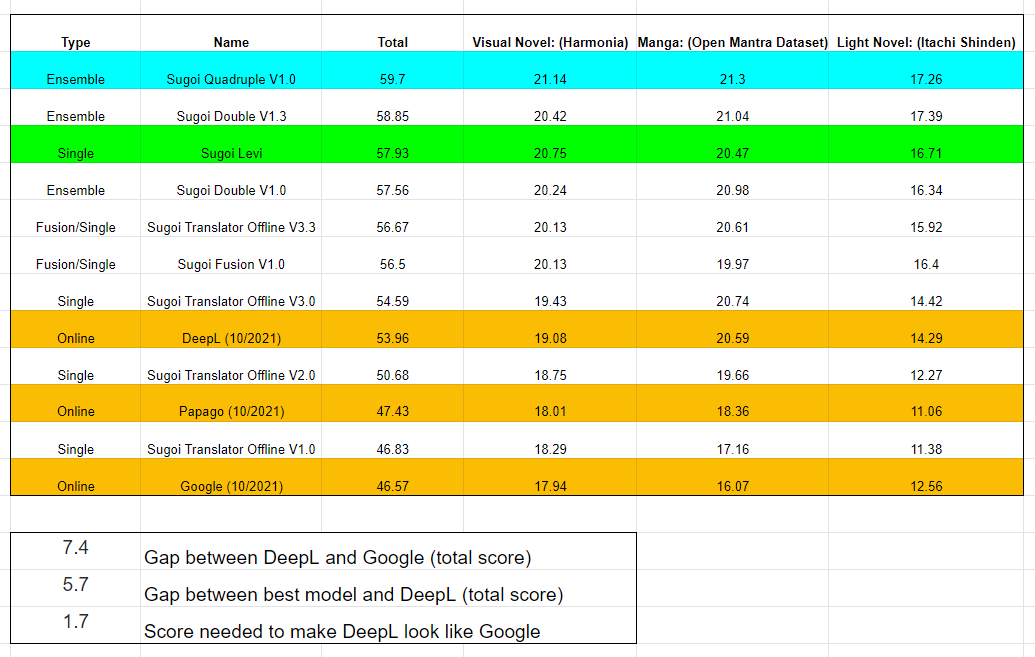 Type Name Total Visual Novel: (Harmonia) Manga: (Open Mantra Dataset) Light Novel: (Itachi Shinden)
Ensemble Sugoi Quadruple V1.0 59.7 21.14 21.3 17.26
Ensemble Sugoi Double V1.3 58.85 20.42 21.04 17.39
Single Sugoi Levi 57.93 20.75 20.47 16.71
Ensemble Sugoi Double V1.0 57.56 20.24 20.98 16.34
Fusion/Single Sugoi Translator Offline V3.3 56.67 20.13 20.61 15.92
Fusion/Single Sugoi Fusion V1.0 56.5 20.13 19.97 16.4
Single Sugoi Translator Offline V3.0 54.59 19.43 20.74 14.42
Online DeepL (10/2021) 53.96 19.08 20.59 14.29
Single Sugoi Translator Offline V2.0 50.68 18.75 19.66 12.27
Online Papago (10/2021) 47.43 18.01 18.36 11.06
Single Sugoi Translator Offline V1.0 46.83 18.29 17.16 11.38
Online Google (10/2021) 46.57 17.94 16.07 12.56
7.4 Gap between DeepL and Google (total score)
5.7 Gap between best model and DeepL (total score)
1.7 Score needed to make DeepL look like Google